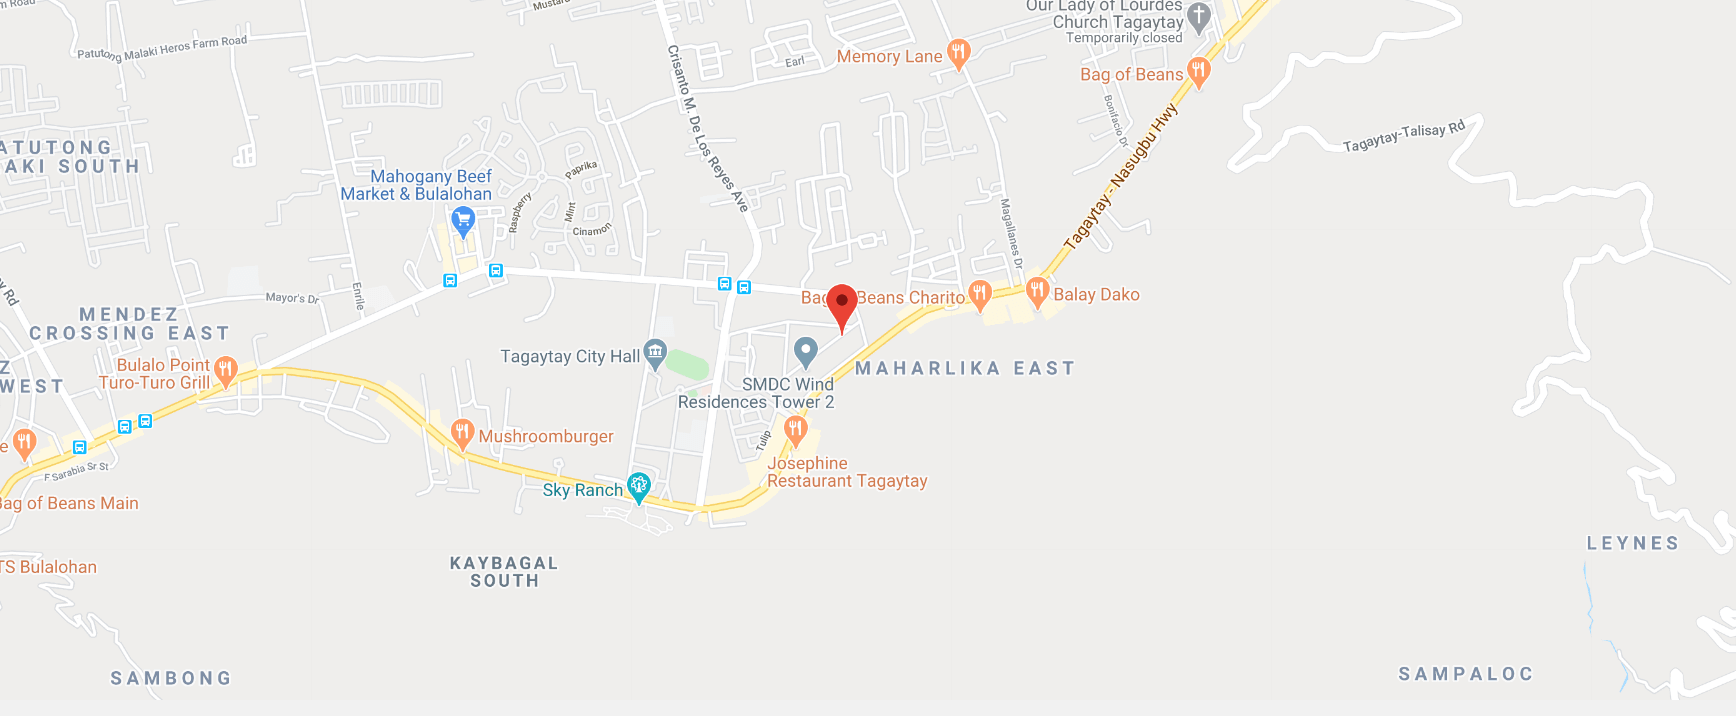 Mustard
m Road
Our Lady of Lourdes
Church Tagaytay
Temporarily closed
Patutong Malaki Heros Farm Road
Crisanto M. De Los Reyes Ave
Earl
Memory Lane
Bag of Beans
Bonifacio Dr
Tagaytay - Nasugbu Hwy
Tagaytay-Talisay Rd
ATUTONG
AKI SOUTH
Mahogany Beef
Market & Bulalohan
Paprika
Raspberry
Mint
Cinamon
Magallanes Dr
y Rd
Mayor's Dr
Enrile
Bag of Beans Charito
Balay Dako
MENDEZ
CROSSING EAST
Z
WEST
Bulalo Point
Turo-Turo Grill
Tagaytay City Hall
SMDC Wind
Residences Tower 2
MAHARLIKA EAST
e
F Sarabia Sr St
Mushroomburger
Tulip
Josephine
Restaurant Tagaytay
Sky Ranch
Bag of Beans Main
LEYNES
KAYBAGAL
SOUTH
TS Bulalohan
SAMBONG
SAMPALOC